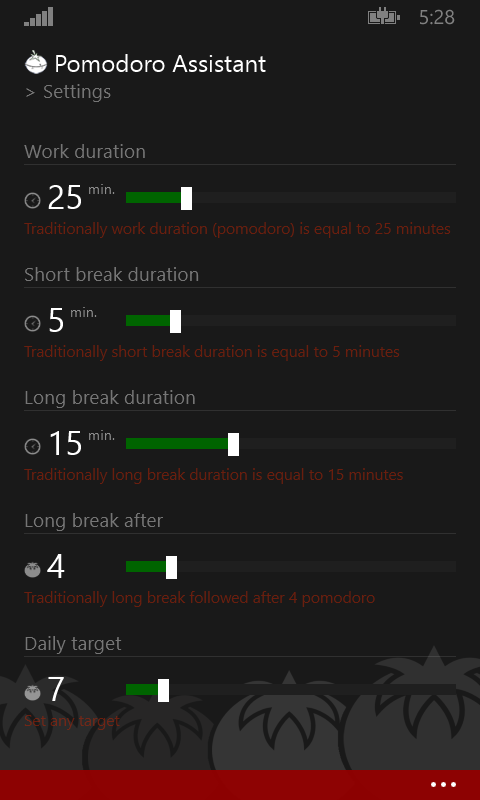 5:28
Pomodoro Assistant
> Settings
Work duration
25 min.
Traditionally work duration (pomodoro) is equal to 25 minutes
Short break duration
5 min.
Traditionally short break duration is equal to 5 minutes
Long break duration
15 min.
Traditionally long break duration is equal to 15 minutes
Long break after
4
Traditionally long break followed after 4 pomodoro
Daily target
7
Set any target